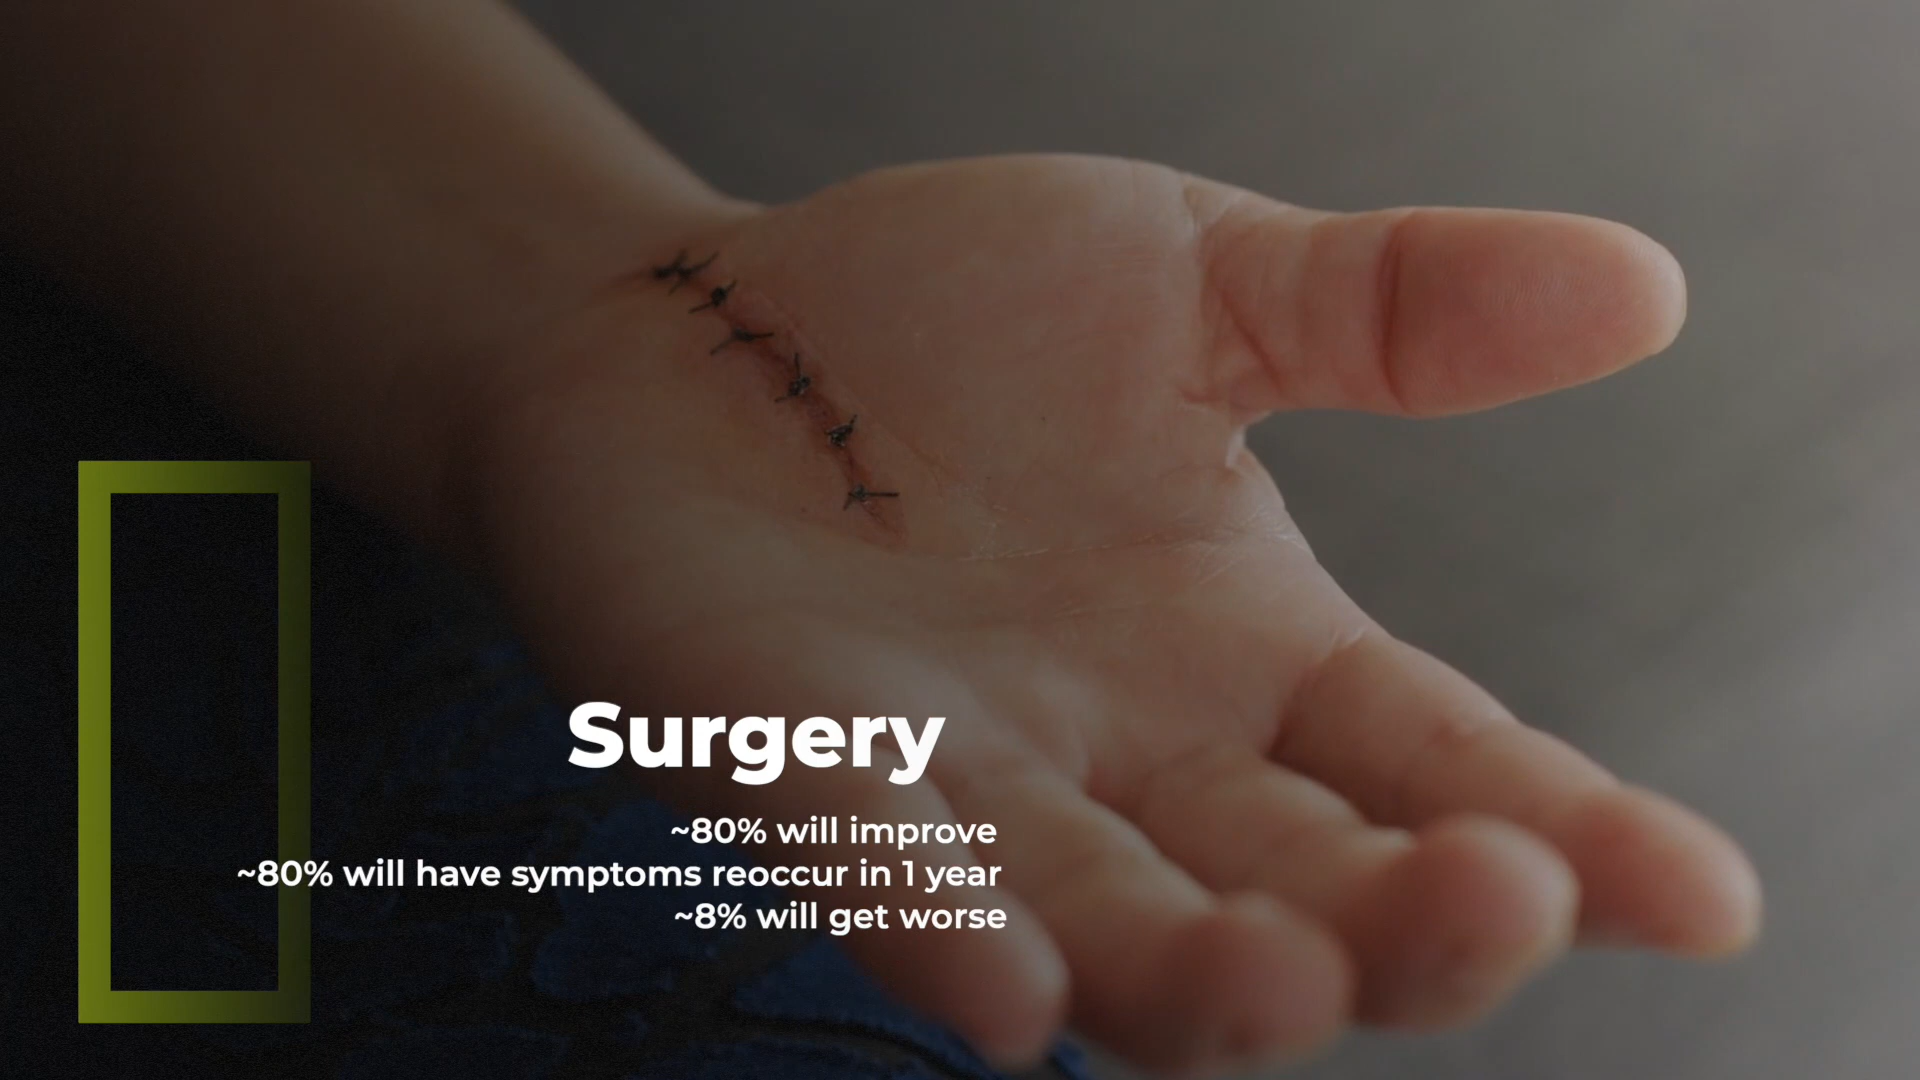 Surgery
~80% will improve
~80% will have symptoms reoccur in 1 year
~8% will get worse